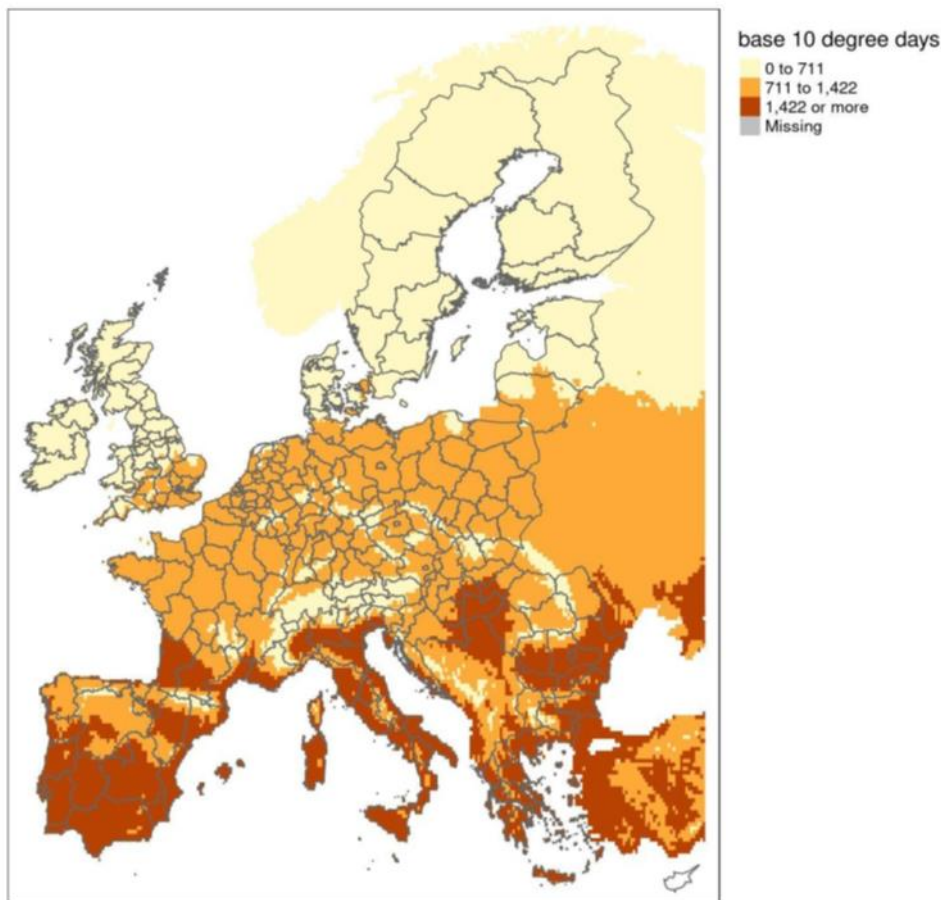 base 10 degree days
0 to 711
711 to 1,422
1,422 or more
Missing